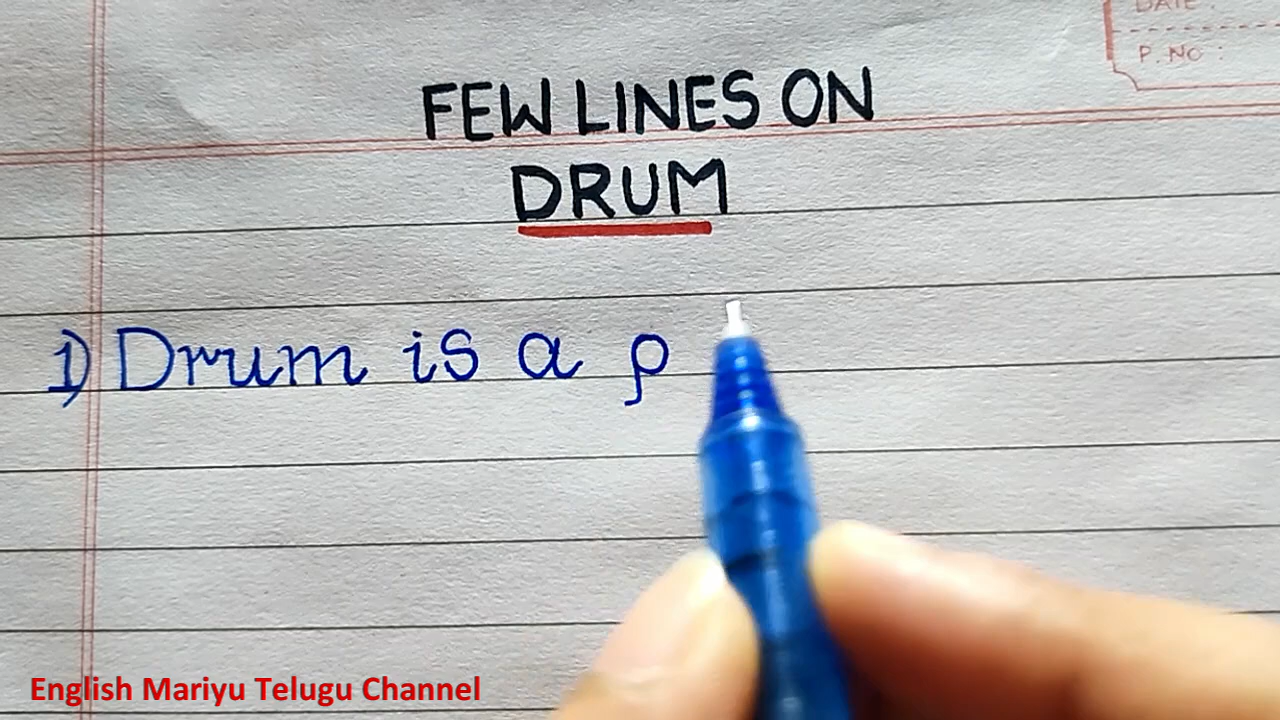 DATE :
P. No :
FEW LINES ON
DRUM
1) Drum is a p
English Mariyu Telugu Channel